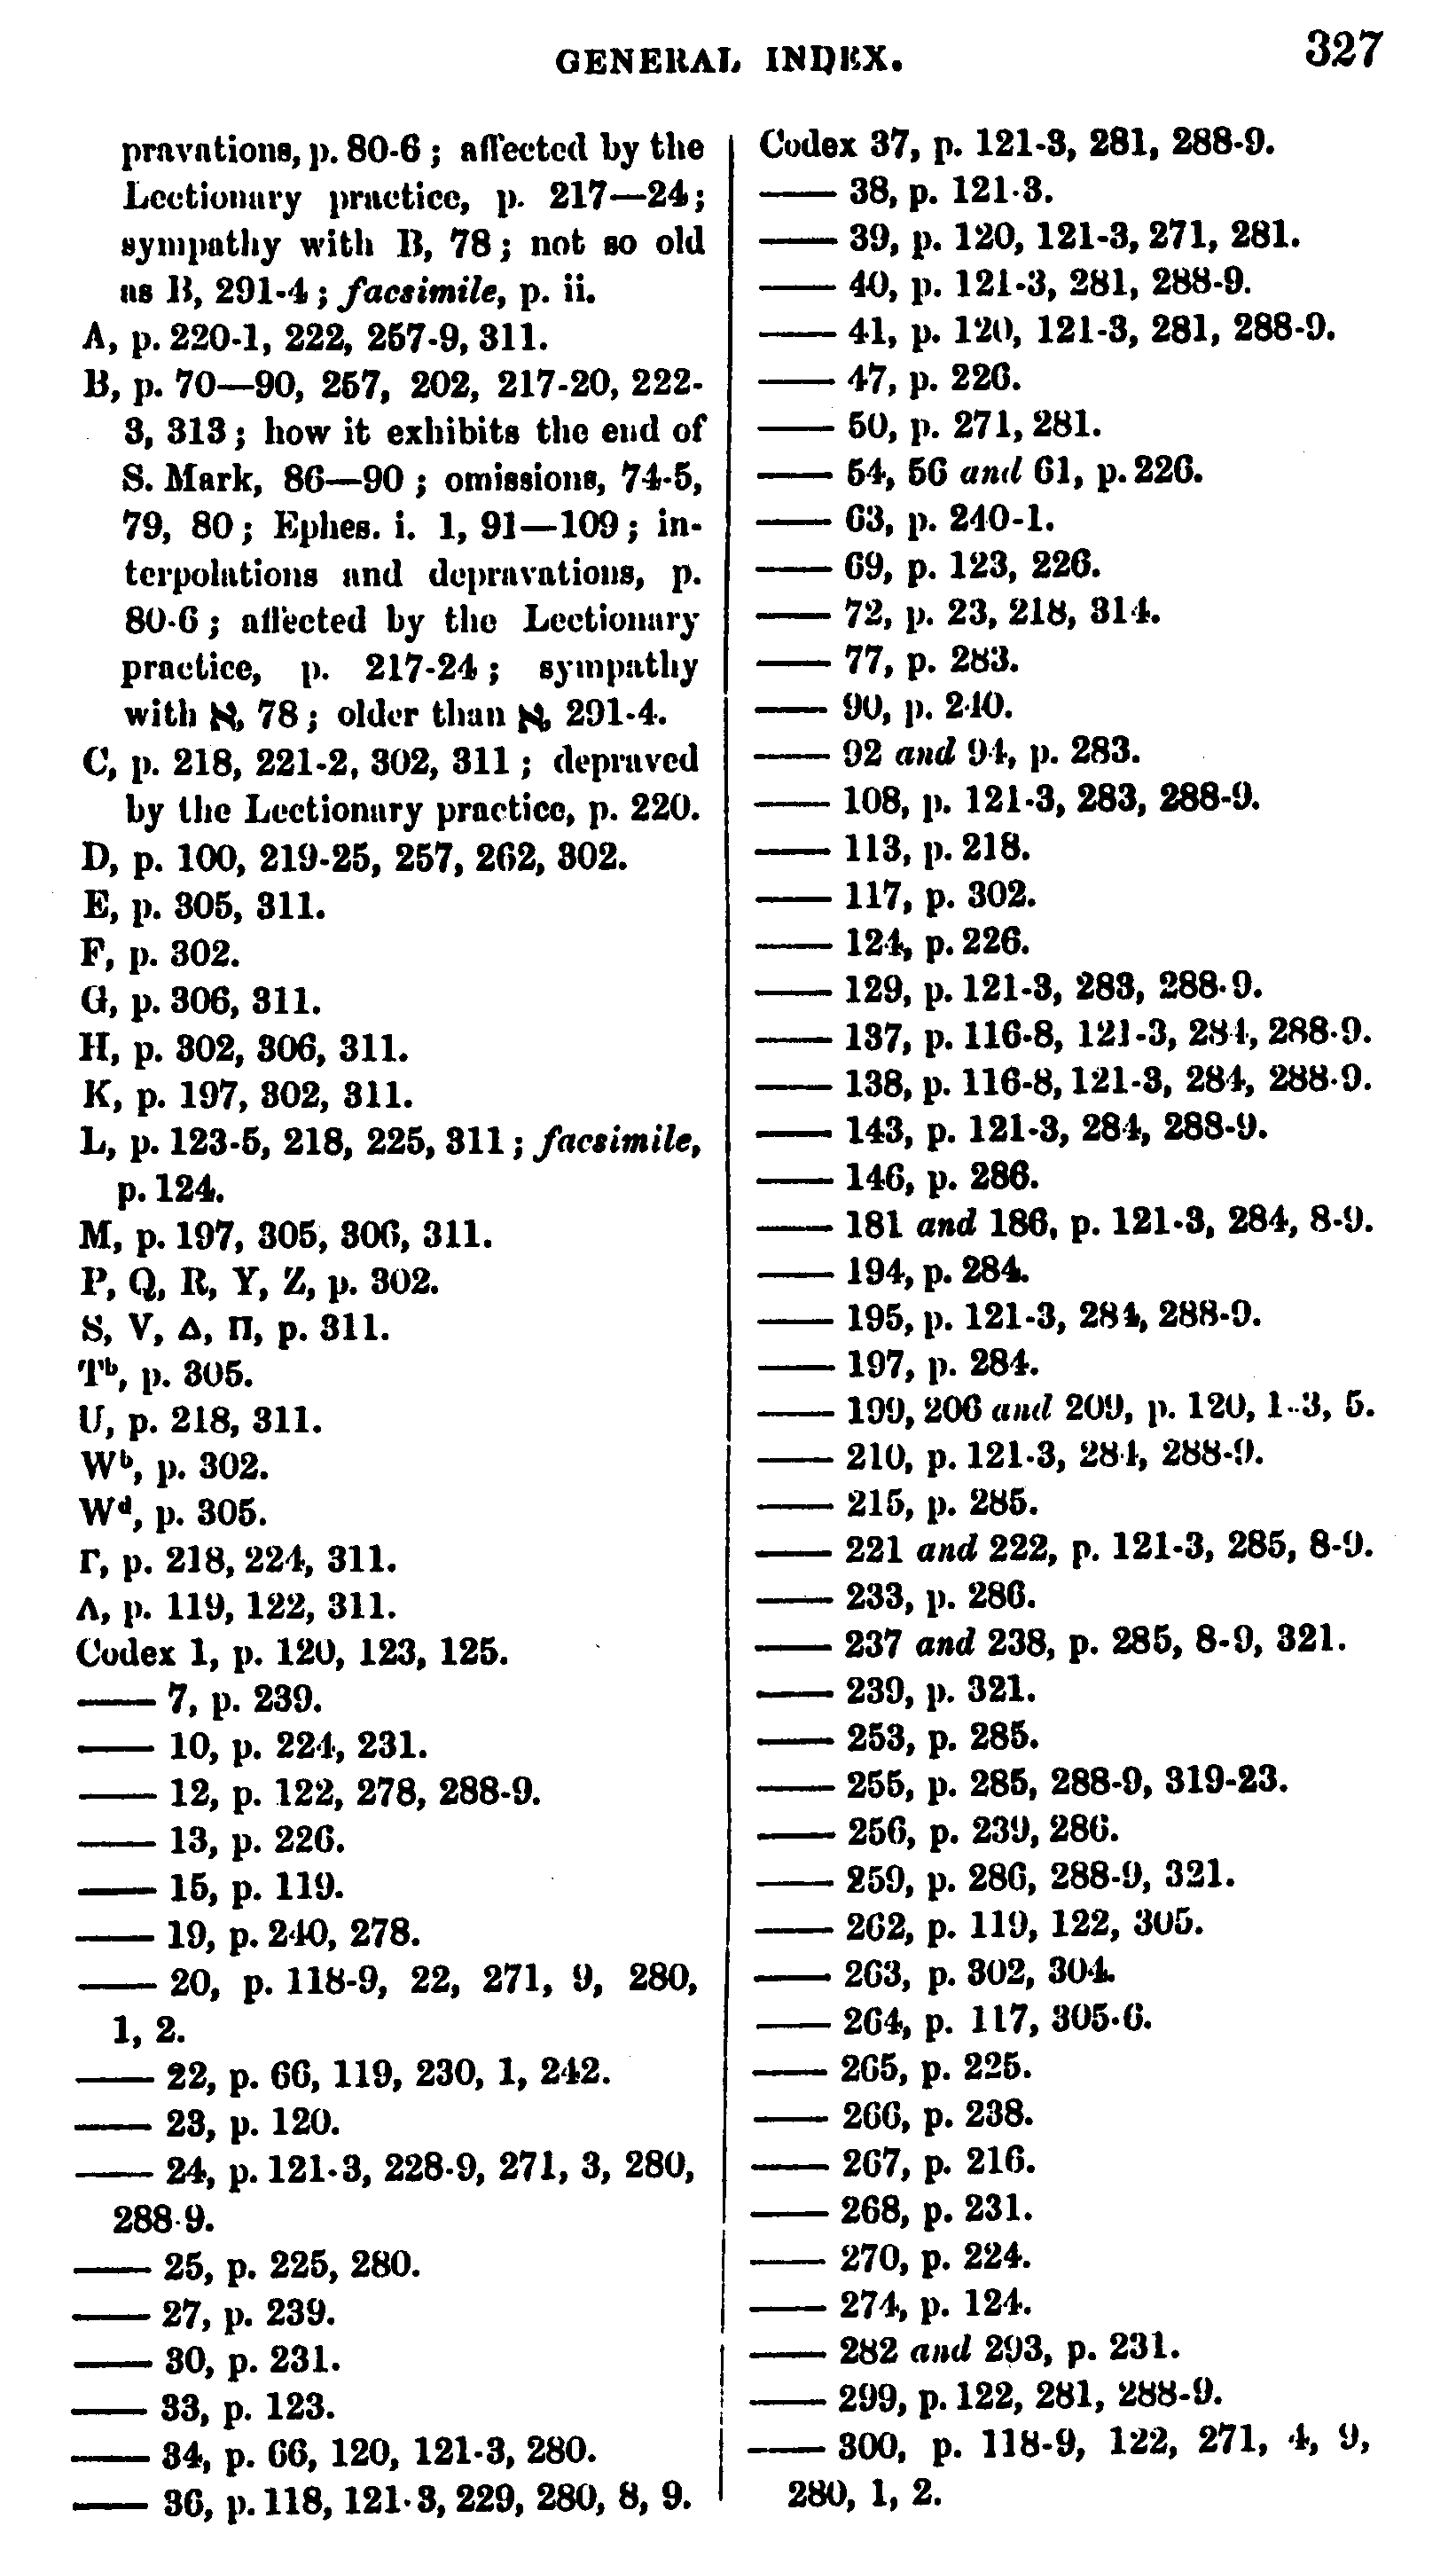 GENERAL INDEX.
327
pravations, p. 80-6; affected by the
Lectionary practice, p. 217—24;
sympathy with B, 78; not so old
as B, 291-4; facsimile, p. ii.
A, p. 220-1, 222, 257-9, 311.
B, p. 70—90, 257, 202, 217-20, 222-
3, 313; how it exhibits the end of
S. Mark, 86—90; omissions, 74-5,
79, 80; Ephes. i. 1, 91—109; in-
terpolations and depravations, p.
80-6; affected by the Lectionary
practice, p. 217-24; sympathy
with א, 78; older than א, 291-4.
C, p. 218, 221-2, 302, 311; depraved
by the Lectionary practice, p. 220.
D, p. 100, 219-25, 257, 262, 302.
E, p. 305, 311.
F, p. 302.
G, p. 306, 311.
H, p. 302, 306, 311.
K, p. 197, 302, 311.
L, p. 123-5, 218, 225, 311; facsimile,
p. 124.
M, p. 197, 305, 306, 311.
P, Q, R, Y, Z, p. 302.
S, V, Δ, Π, p. 311.
Tᵇ, p. 305.
U, p. 218, 311.
Wᵇ, p. 302.
Wᵈ, p. 305.
Γ, p. 218, 224, 311.
Λ, p. 119, 122, 311.
Codex 1, p. 120, 123, 125.
—— 7, p. 239.
—— 10, p. 224, 231.
—— 12, p. 122, 278, 288-9.
—— 13, p. 226.
—— 15, p. 119.
—— 19, p. 240, 278.
—— 20, p. 118-9, 22, 271, 9, 280,
1, 2.
—— 22, p. 66, 119, 230, 1, 242.
—— 23, p. 120.
—— 24, p. 121-3, 228-9, 271, 3, 280,
288-9.
—— 25, p. 225, 280.
—— 27, p. 239.
—— 30, p. 231.
—— 33, p. 123.
—— 34, p. 66, 120, 121-3, 280.
—— 36, p. 118, 121-3, 229, 280, 8, 9.
Codex 37, p. 121-3, 281, 288-9.
—— 38, p. 121-3.
—— 39, p. 120, 121-3, 271, 281.
—— 40, p. 121-3, 281, 288-9.
—— 41, p. 120, 121-3, 281, 288-9.
—— 47, p. 226.
—— 50, p. 271, 281.
—— 54, 56 and 61, p. 226.
—— 63, p. 240-1.
—— 69, p. 123, 226.
—— 72, p. 23, 218, 314.
—— 77, p. 283.
—— 90, p. 240.
—— 92 and 94, p. 283.
—— 108, p. 121-3, 283, 288-9.
—— 113, p. 218.
—— 117, p. 302.
—— 124, p. 226.
—— 129, p. 121-3, 283, 288-9.
—— 137, p. 116-8, 121-3, 284, 288-9.
—— 138, p. 116-8, 121-3, 284, 288-9.
—— 143, p. 121-3, 284, 288-9.
—— 146, p. 286.
—— 181 and 186, p. 121-3, 284, 8-9.
—— 194, p. 284.
—— 195, p. 121-3, 284, 288-9.
—— 197, p. 284.
—— 199, 206 and 209, p. 120, 1-3, 5.
—— 210, p. 121-3, 284, 288-9.
—— 215, p. 285.
—— 221 and 222, p. 121-3, 285, 8-9.
—— 233, p. 286.
—— 237 and 238, p. 285, 8-9, 321.
—— 239, p. 321.
—— 253, p. 285.
—— 255, p. 285, 288-9, 319-23.
—— 256, p. 239, 286.
—— 259, p. 286, 288-9, 321.
—— 262, p. 119, 122, 305.
—— 263, p. 302, 304.
—— 264, p. 117, 305-6.
—— 265, p. 225.
—— 266, p. 238.
—— 267, p. 216.
—— 268, p. 231.
—— 270, p. 224.
—— 274, p. 124.
—— 282 and 293, p. 231.
—— 299, p. 122, 281, 288-9.
—— 300, p. 118-9, 122, 271, 4, 9,
280, 1, 2.